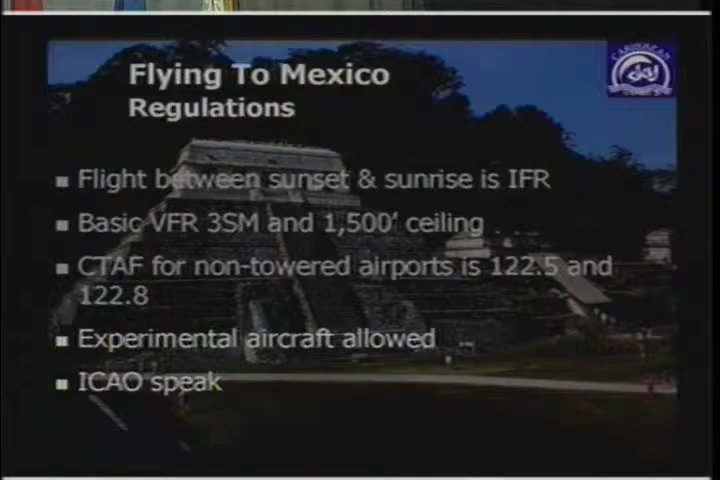 Flying To Mexico
Regulations
CARIBBEAN
Flight between sunset & sunrise is IFR
Basic VFR 3SM and 1,500' ceiling
CTAF for non-towered airports is 122.5 and
122.8
Experimental aircraft allowed
ICAO speak